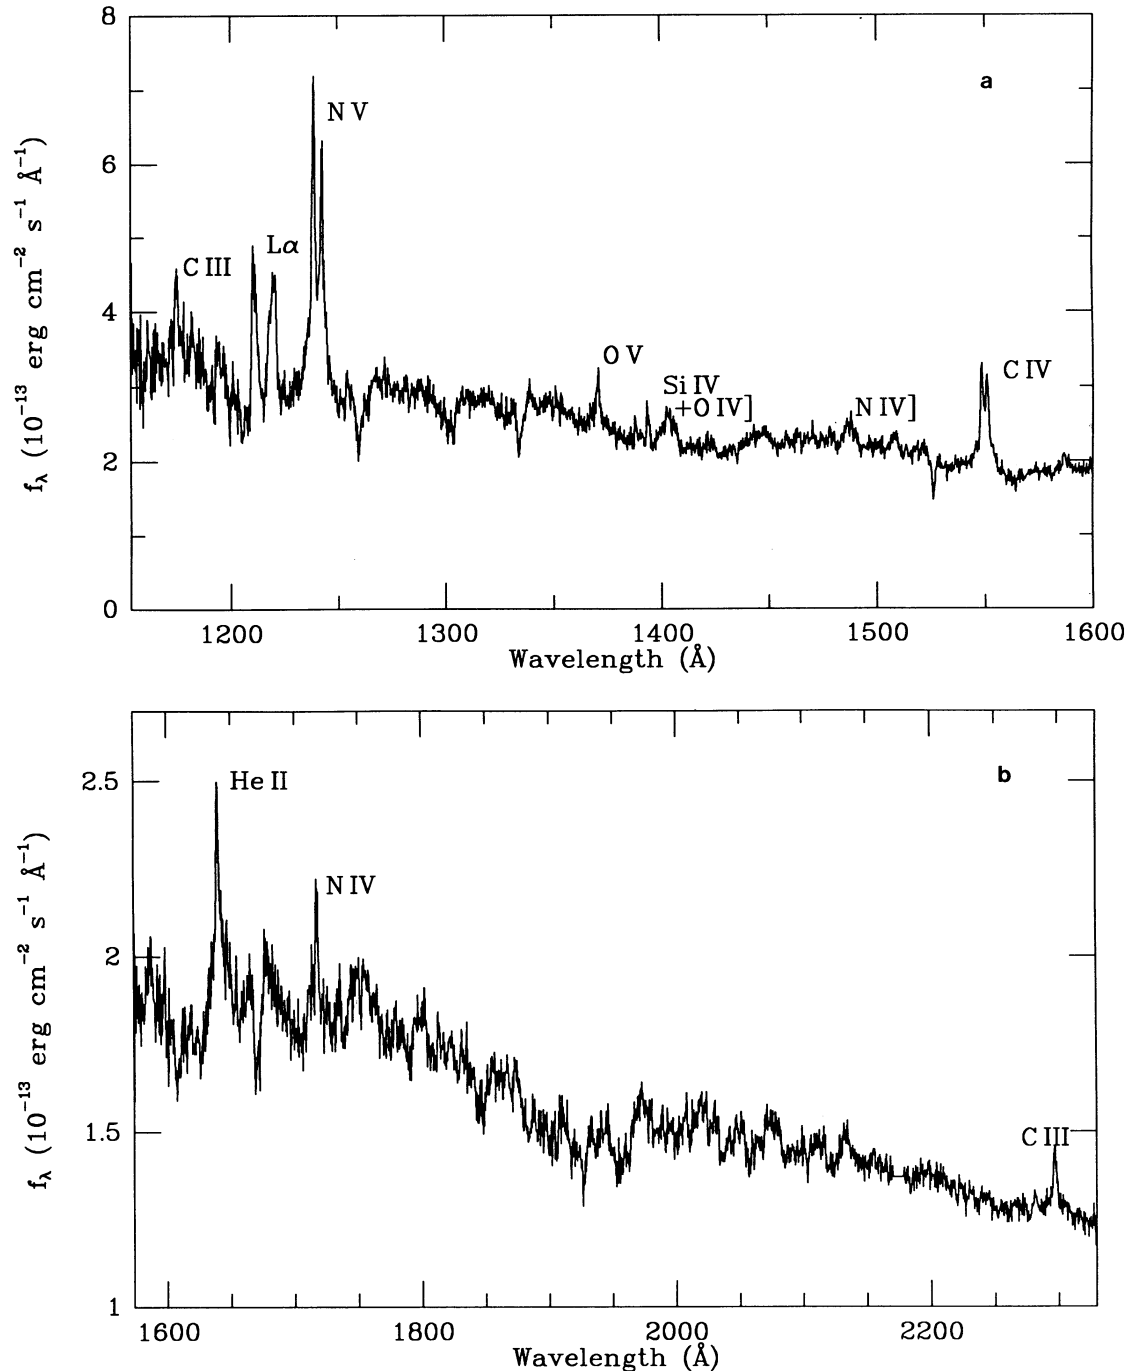 8
a
N V
6
Lα
C III
4
O V
Si IV
+O IV]
N IV]
C IV
2
0
1200
1300
1400
1500
1600
Wavelength (Å)
f_λ (10⁻¹³ erg cm⁻² s⁻¹ Å⁻¹)
b
2.5
He II
N IV
2
1.5
C III
1
1600
1800
2000
2200
Wavelength (Å)
f_λ (10⁻¹³ erg cm⁻² s⁻¹ Å⁻¹)